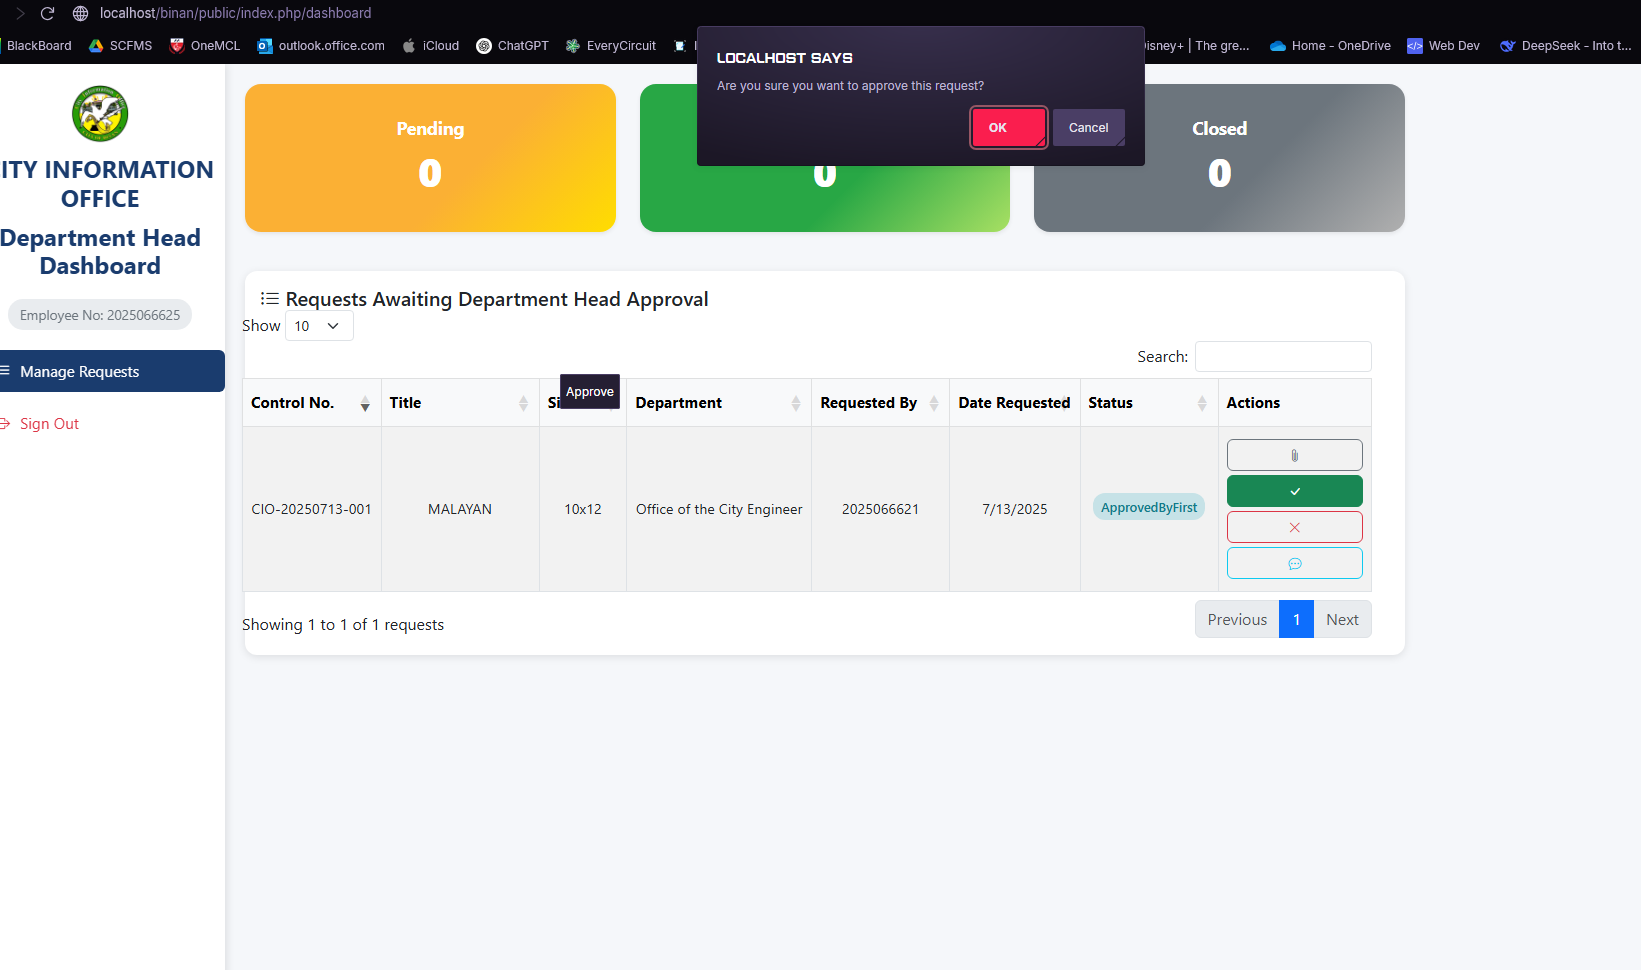 localhost/binan/public/index.php/dashboard
BlackBoard SCFMS OneMCL outlook.office.com iCloud ChatGPT EveryCircuit isney+ | The gre... Home - OneDrive Web Dev DeepSeek - Into t...
LOCALHOST SAYS
Are you sure you want to approve this request?
OK Cancel
ITY INFORMATION
OFFICE
Department Head
Dashboard
Employee No: 2025066625
Manage Requests
Sign Out
Pending
0
0
Closed
0
Requests Awaiting Department Head Approval
Show 10
Search:
Approve
Control No. Title Si Department Requested By Date Requested Status Actions
CIO-20250713-001 MALAYAN 10x12 Office of the City Engineer 2025066621 7/13/2025 ApprovedByFirst
Showing 1 to 1 of 1 requests
Previous 1 Next